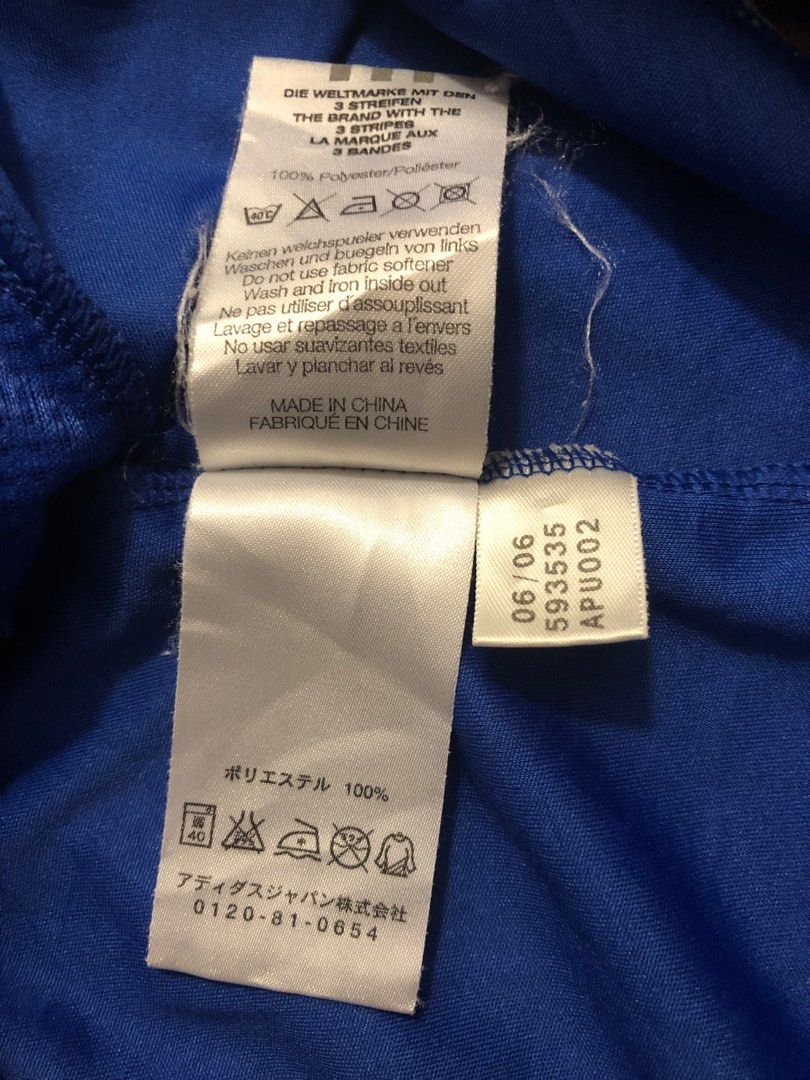 DIE WELTMARKE MIT DEN
3 STREIFEN
THE BRAND WITH THE
3 STRIPES
LA MARQUE AUX
3 BANDES
100% Polyester/Poliéster
40°C
Keinen weichspueler verwenden
Waschen und buegeln von links
Do not use fabric softener
Wash and iron inside out
Ne pas utiliser d'assouplissant
Lavage et repassage a l'envers
No usar suavizantes textiles
Lavar y planchar al revés
MADE IN CHINA
FABRIQUÉ EN CHINE
06/06
593535
APU002
ポリエステル 100%
弱 40 中
アディダスジャパン株式会社
0120-81-0654